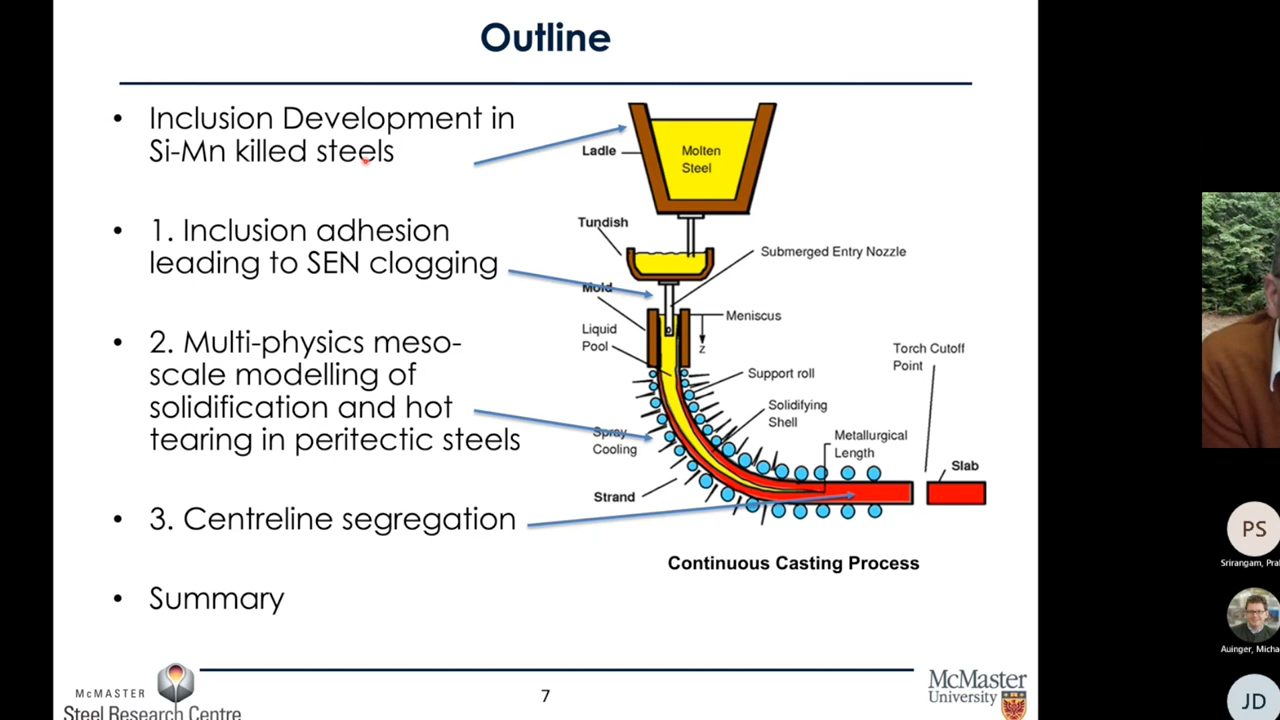 Outline
• Inclusion Development in
Si-Mn killed steels
• 1. Inclusion adhesion
leading to SEN clogging
• 2. Multi-physics meso-
scale modelling of
solidification and hot
tearing in peritectic steels
• 3. Centreline segregation
• Summary
Ladle
Molten
Steel
Tundish
Submerged Entry Nozzle
Mold
Meniscus
Liquid
Pool
z
Torch Cutoff
Point
Support roll
Solidifying
Shell
Spray
Cooling
Metallurgical
Length
Slab
Strand
Continuous Casting Process
McMASTER
Steel Research Centre
7
McMaster
University
PS
Srirangam, Pra
Auinger, Micha
JD